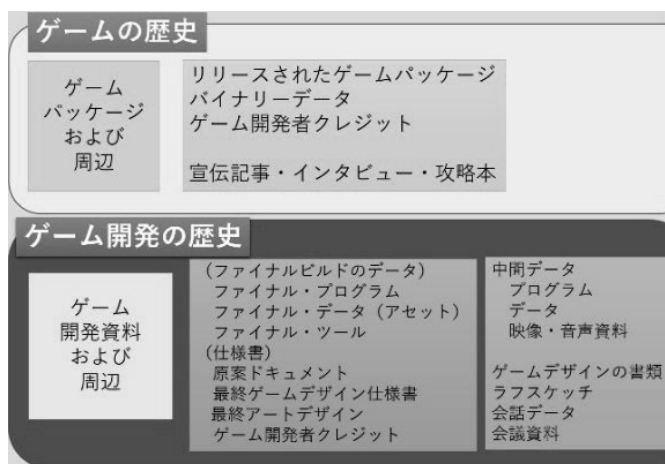 ゲームの歴史
ゲーム
パッケージ
および
周辺
リリースされたゲームパッケージ
バイナリーデータ
ゲーム開発者クレジット
宣伝記事・インタビュー・攻略本
ゲーム開発の歴史
ゲーム
開発資料
および
周辺
(ファイナルビルドのデータ)
ファイナル・プログラム
ファイナル・データ（アセット）
ファイナル・ツール
(仕様書)
原案ドキュメント
最終ゲームデザイン仕様書
最終アートデザイン
ゲーム開発者クレジット
中間データ
プログラム
データ
映像・音声資料
ゲームデザインの書類
ラフスケッチ
会話データ
会議資料